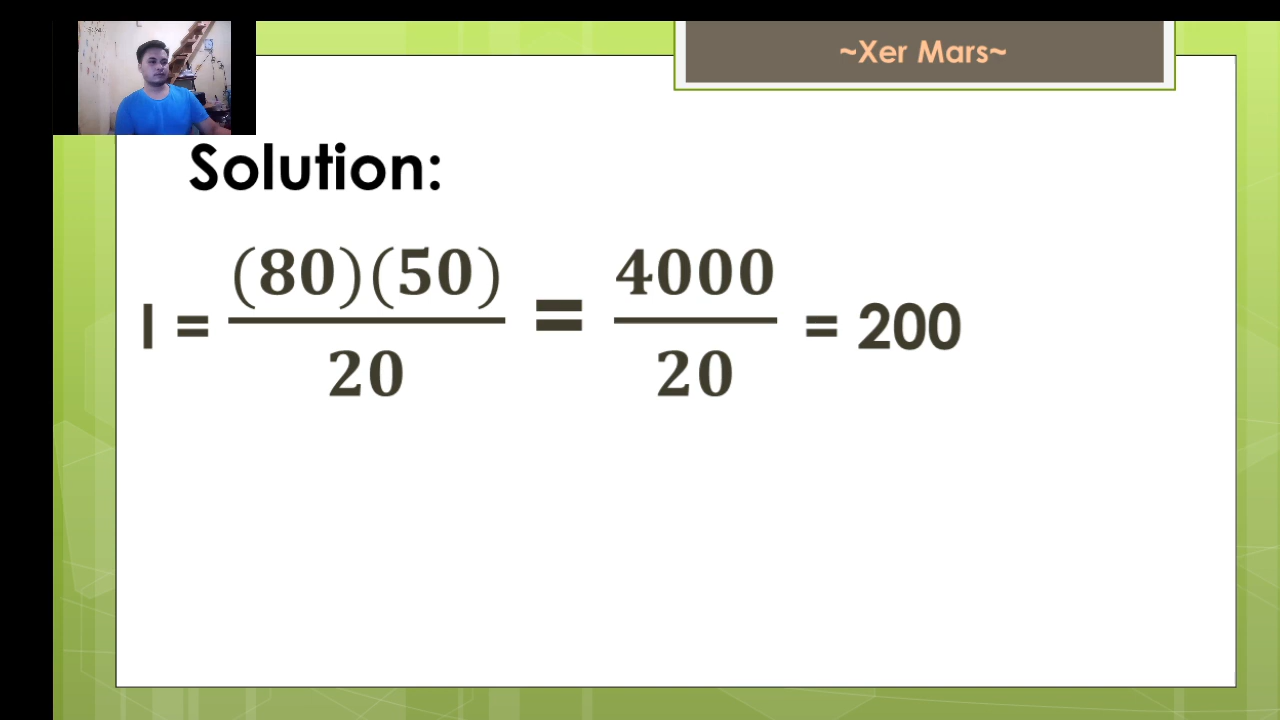 ~Xer Mars~
Solution:
l = (80)(50) / 20 = 4000 / 20 = 200